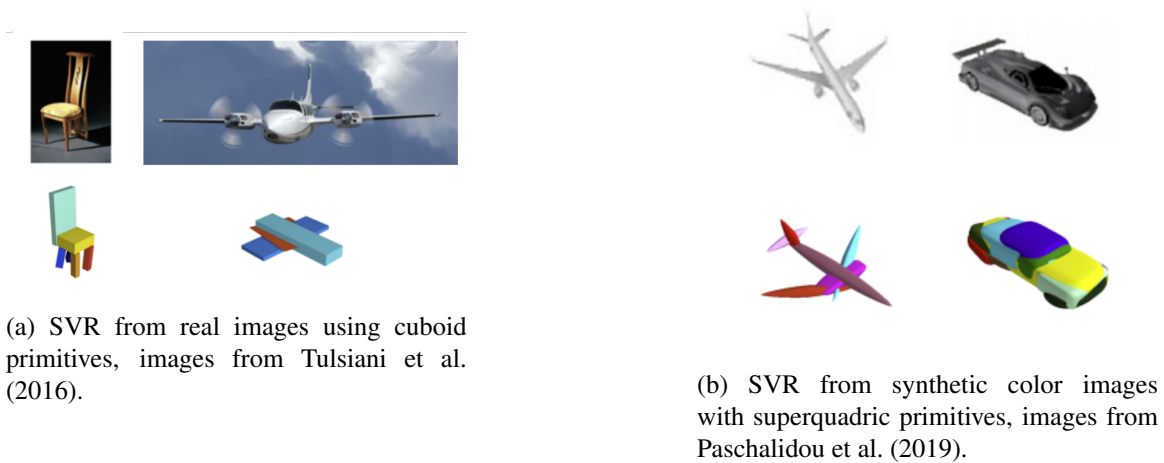 (a) SVR from real images using cuboid
primitives, images from Tulsiani et al.
(2016).
(b) SVR from synthetic color images
with superquadric primitives, images from
Paschalidou et al. (2019).